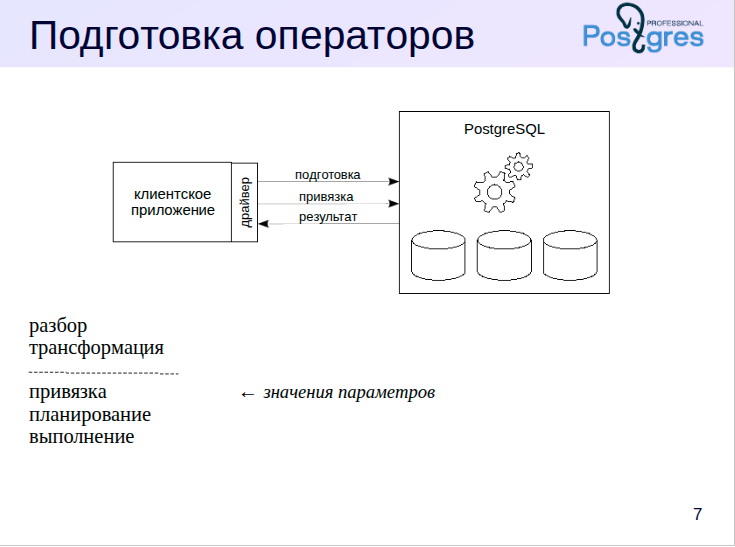 Подготовка операторов
PROFESSIONAL
Postgres
PostgreSQL
клиентское
приложение
драйвер
подготовка
привязка
результат
разбор
трансформация
привязка
← значения параметров
планирование
выполнение
7